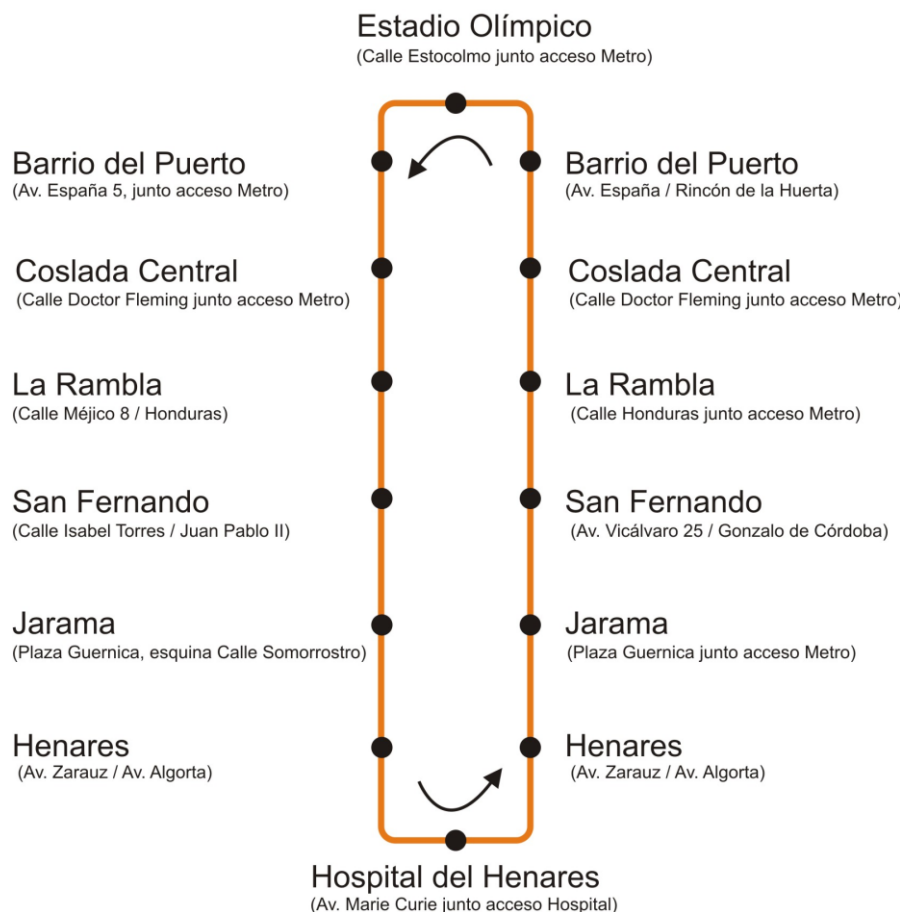 Estadio Olímpico
(Calle Estocolmo junto acceso Metro)
Barrio del Puerto
(Av. España 5, junto acceso Metro)
Barrio del Puerto
(Av. España / Rincón de la Huerta)
Coslada Central
(Calle Doctor Fleming junto acceso Metro)
Coslada Central
(Calle Doctor Fleming junto acceso Metro)
La Rambla
(Calle Méjico 8 / Honduras)
La Rambla
(Calle Honduras junto acceso Metro)
San Fernando
(Calle Isabel Torres / Juan Pablo II)
San Fernando
(Av. Vicálvaro 25 / Gonzalo de Córdoba)
Jarama
(Plaza Guernica, esquina Calle Somorrostro)
Jarama
(Plaza Guernica junto acceso Metro)
Henares
(Av. Zarauz / Av. Algorta)
Henares
(Av. Zarauz / Av. Algorta)
Hospital del Henares
(Av. Marie Curie junto acceso Hospital)